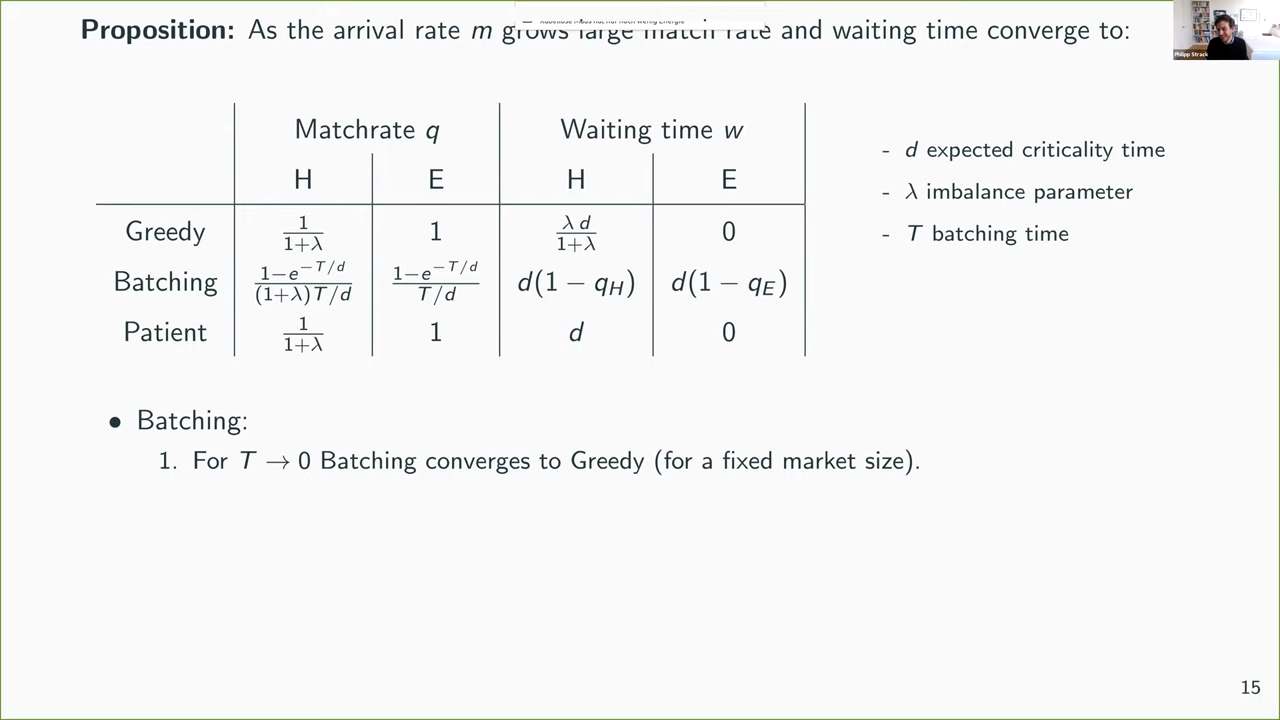 Proposition: As the arrival rate m grows large match rate and waiting time converge to:
Philipp Strack
Matchrate q Waiting time w
H E H E
Greedy 1/(1+λ) 1 λ d/(1+λ) 0
Batching (1−e^{−T/d})/((1+λ)T/d) (1−e^{−T/d})/(T/d) d(1 − q_H) d(1 − q_E)
Patient 1/(1+λ) 1 d 0
- d expected criticality time
- λ imbalance parameter
- T batching time
• Batching:
1. For T → 0 Batching converges to Greedy (for a fixed market size).
15